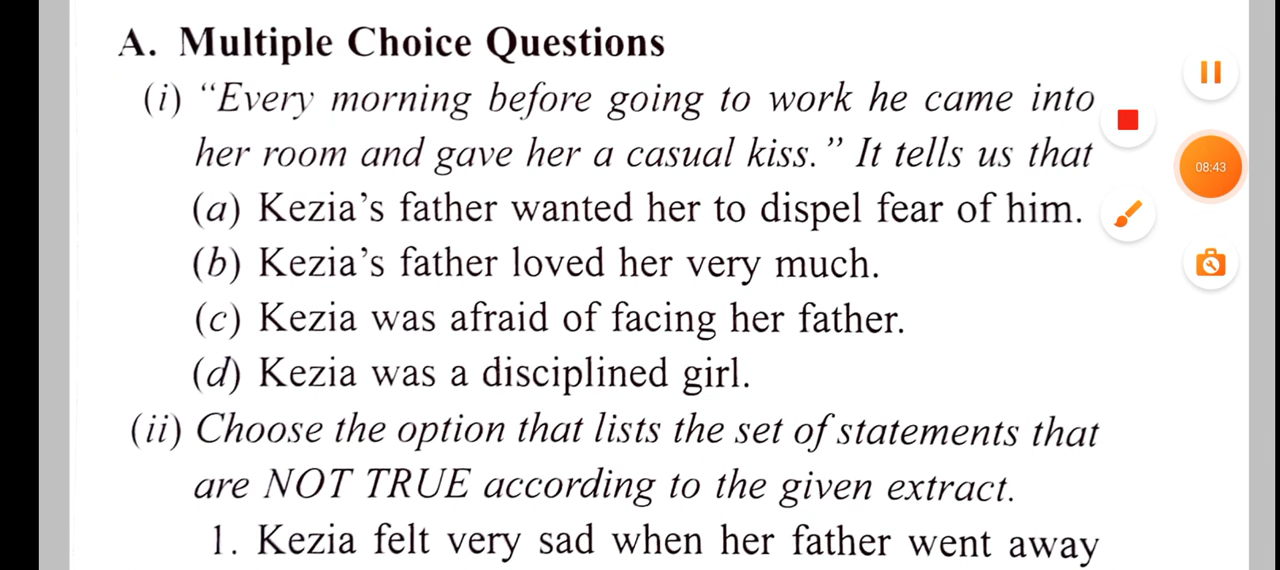 A. Multiple Choice Questions
(i) “Every morning before going to work he came into
her room and gave her a casual kiss.” It tells us that
(a) Kezia’s father wanted her to dispel fear of him.
(b) Kezia’s father loved her very much.
(c) Kezia was afraid of facing her father.
(d) Kezia was a disciplined girl.
(ii) Choose the option that lists the set of statements that
are NOT TRUE according to the given extract.
1. Kezia felt very sad when her father went away
08:43